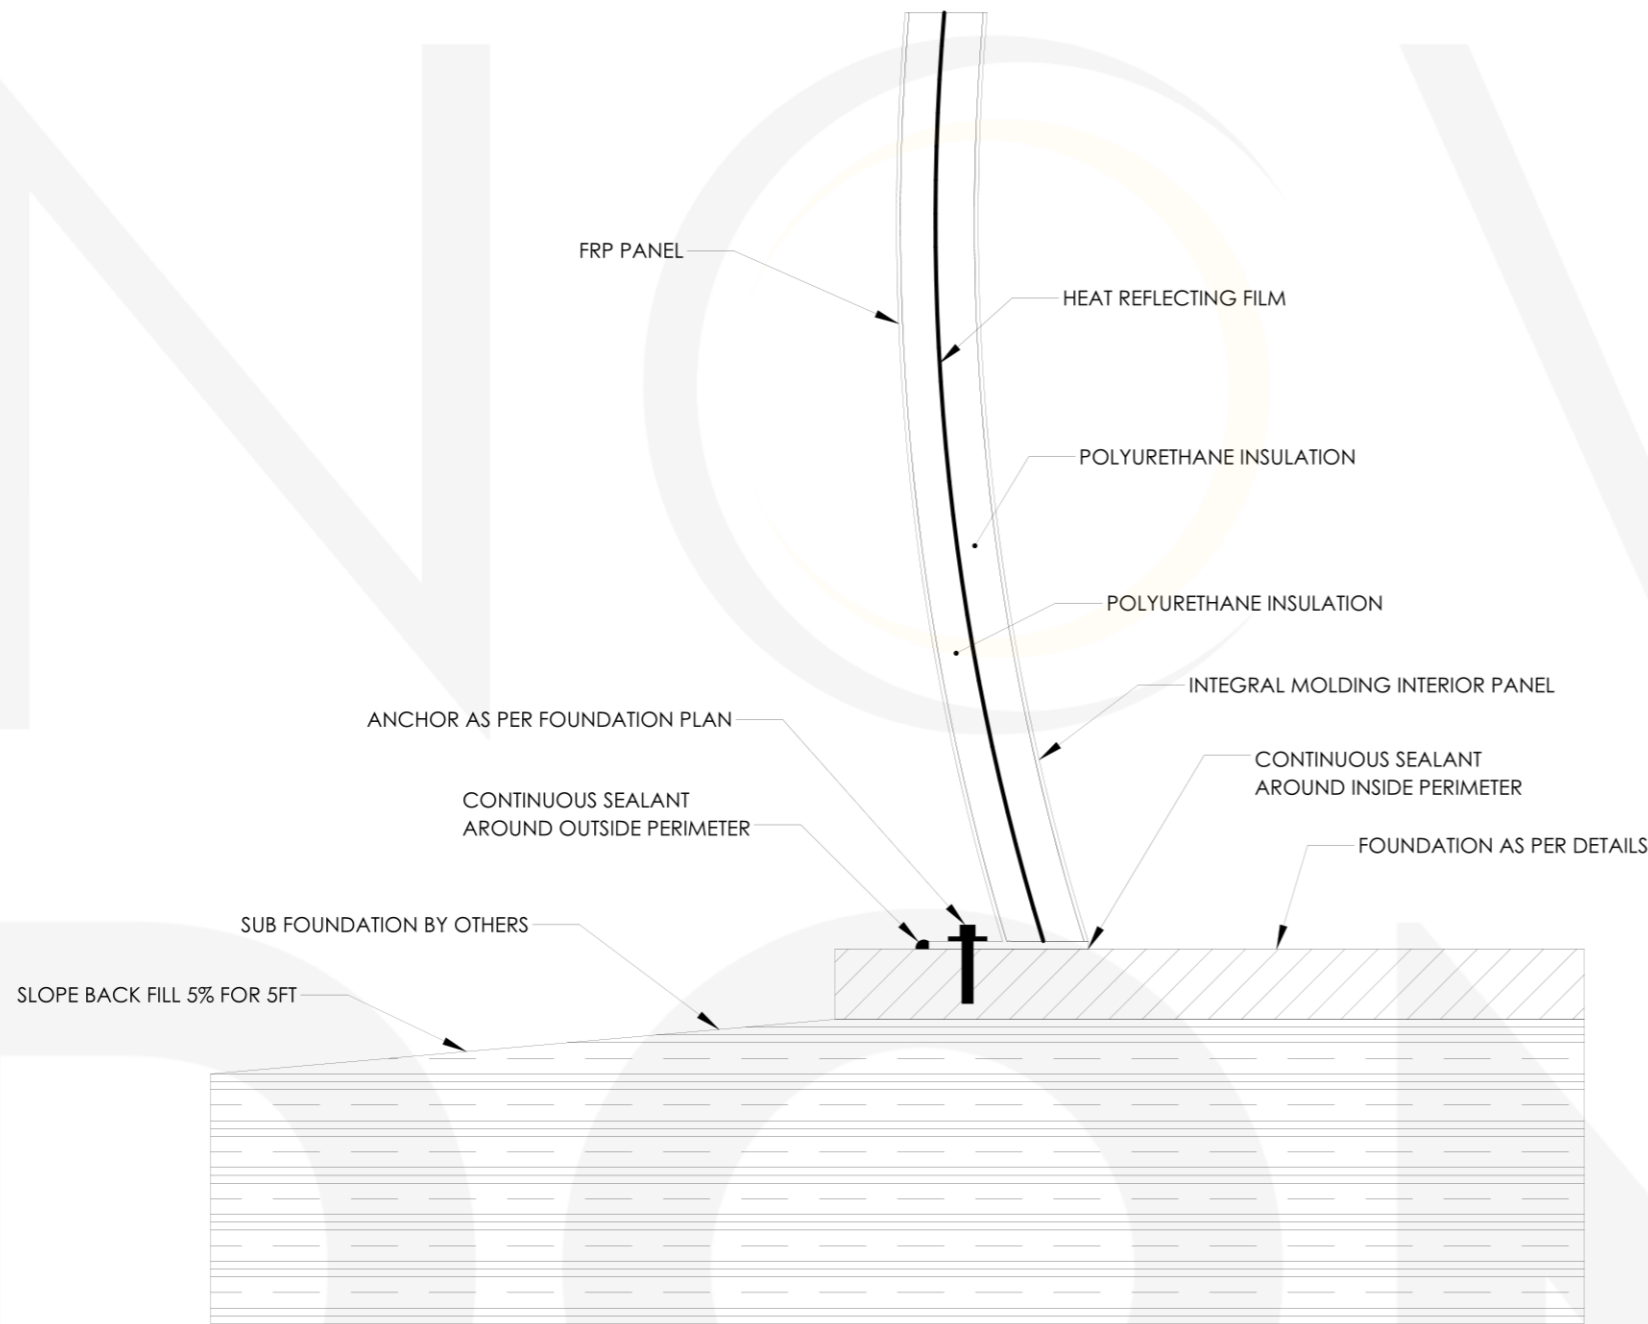 FRP PANEL
HEAT REFLECTING FILM
POLYURETHANE INSULATION
POLYURETHANE INSULATION
INTEGRAL MOLDING INTERIOR PANEL
ANCHOR AS PER FOUNDATION PLAN
CONTINUOUS SEALANT
AROUND INSIDE PERIMETER
CONTINUOUS SEALANT
AROUND OUTSIDE PERIMETER
FOUNDATION AS PER DETAILS
SUB FOUNDATION BY OTHERS
SLOPE BACK FILL 5% FOR 5FT